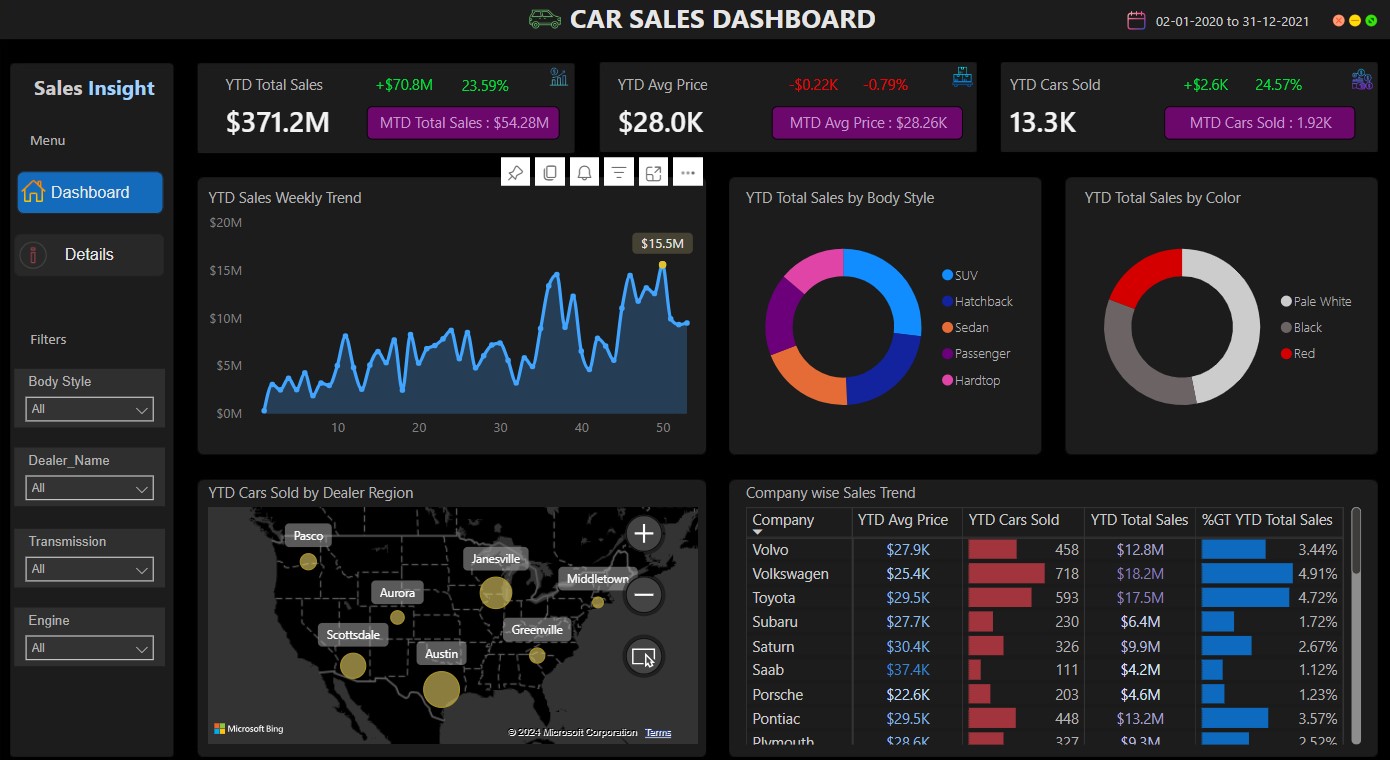 CAR SALES DASHBOARD
02-01-2020 to 31-12-2021
Sales Insight
Menu
Dashboard
Details
Filters
Body Style
All
Dealer_Name
All
Transmission
All
Engine
All
YTD Total Sales +$70.8M 23.59%
$371.2M MTD Total Sales : $54.28M
YTD Avg Price -$0.22K -0.79%
$28.0K MTD Avg Price : $28.26K
YTD Cars Sold +$2.6K 24.57%
13.3K MTD Cars Sold : 1.92K
YTD Sales Weekly Trend
$20M
$15M
$10M
$5M
$0M
$15.5M
10 20 30 40 50
YTD Total Sales by Body Style
SUV
Hatchback
Sedan
Passenger
Hardtop
YTD Total Sales by Color
Pale White
Black
Red
YTD Cars Sold by Dealer Region
Pasco
Janesville
Middletown
Aurora
Greenville
Scottsdale
Austin
Microsoft Bing
© 2024 Microsoft Corporation Terms
Company wise Sales Trend
Company YTD Avg Price YTD Cars Sold YTD Total Sales %GT YTD Total Sales
Volvo $27.9K 458 $12.8M 3.44%
Volkswagen $25.4K 718 $18.2M 4.91%
Toyota $29.5K 593 $17.5M 4.72%
Subaru $27.7K 230 $6.4M 1.72%
Saturn $30.4K 326 $9.9M 2.67%
Saab $37.4K 111 $4.2M 1.12%
Porsche $22.6K 203 $4.6M 1.23%
Pontiac $29.5K 448 $13.2M 3.57%
Plymouth $28.6K 327 $9.3M 2.52%